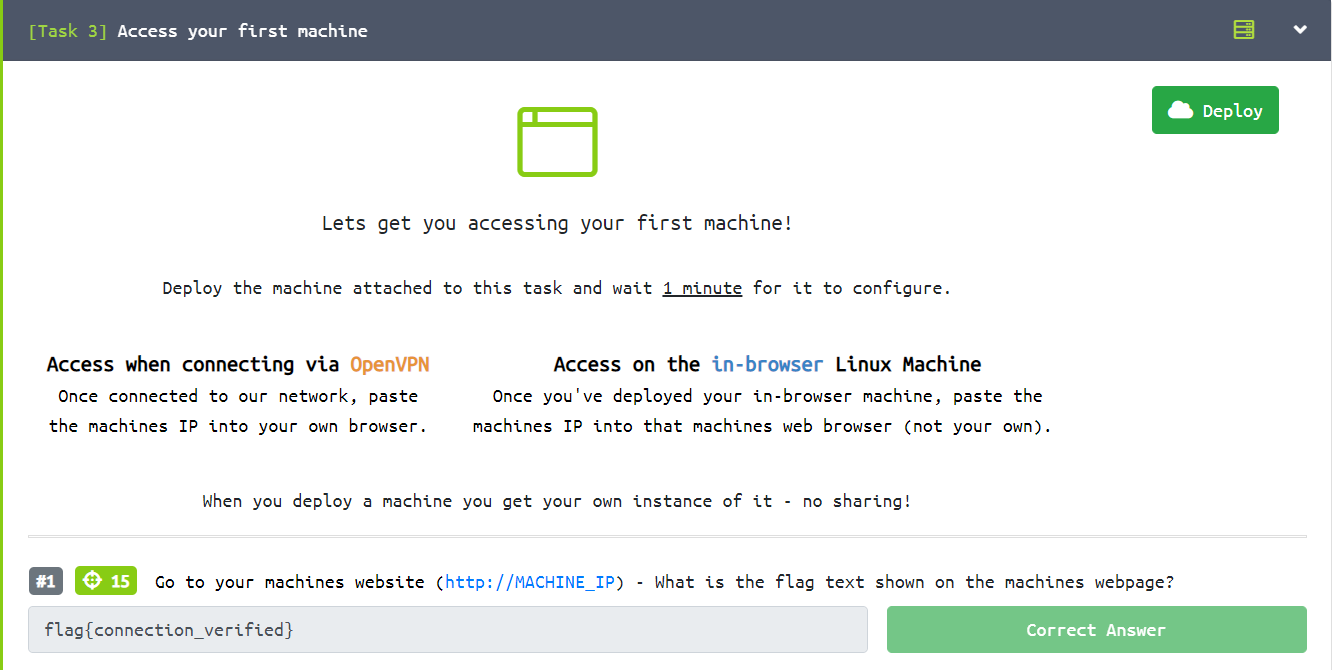 [Task 3] Access your first machine
Deploy
Lets get you accessing your first machine!
Deploy the machine attached to this task and wait 1 minute for it to configure.
Access when connecting via OpenVPN
Once connected to our network, paste
the machines IP into your own browser.
Access on the in-browser Linux Machine
Once you've deployed your in-browser machine, paste the
machines IP into that machines web browser (not your own).
When you deploy a machine you get your own instance of it - no sharing!
#1 15 Go to your machines website (http://MACHINE_IP) - What is the flag text shown on the machines webpage?
flag{connection_verified}
Correct Answer